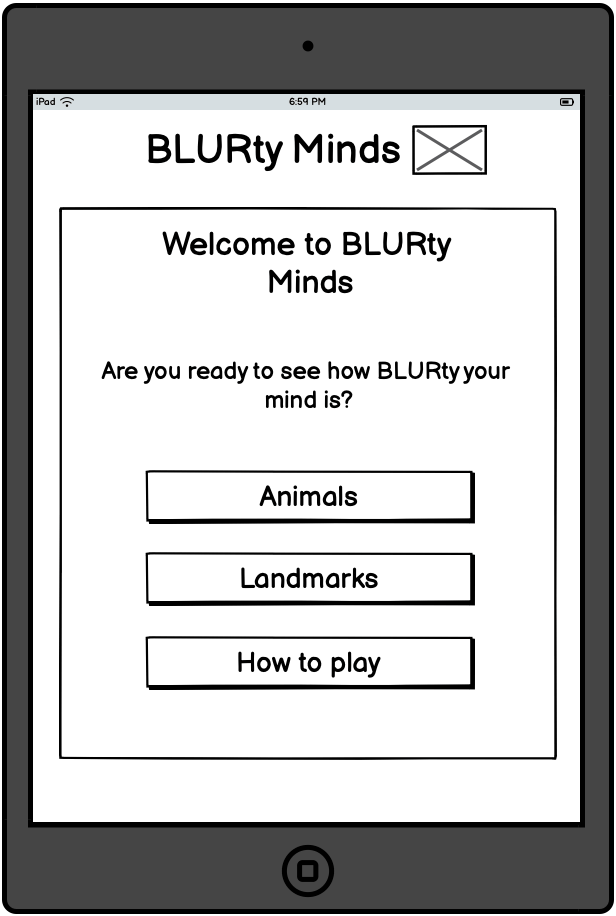 iPad 6:59 PM
BLURty Minds
Welcome to BLURty
Minds
Are you ready to see how BLURty your
mind is?
Animals
Landmarks
How to play